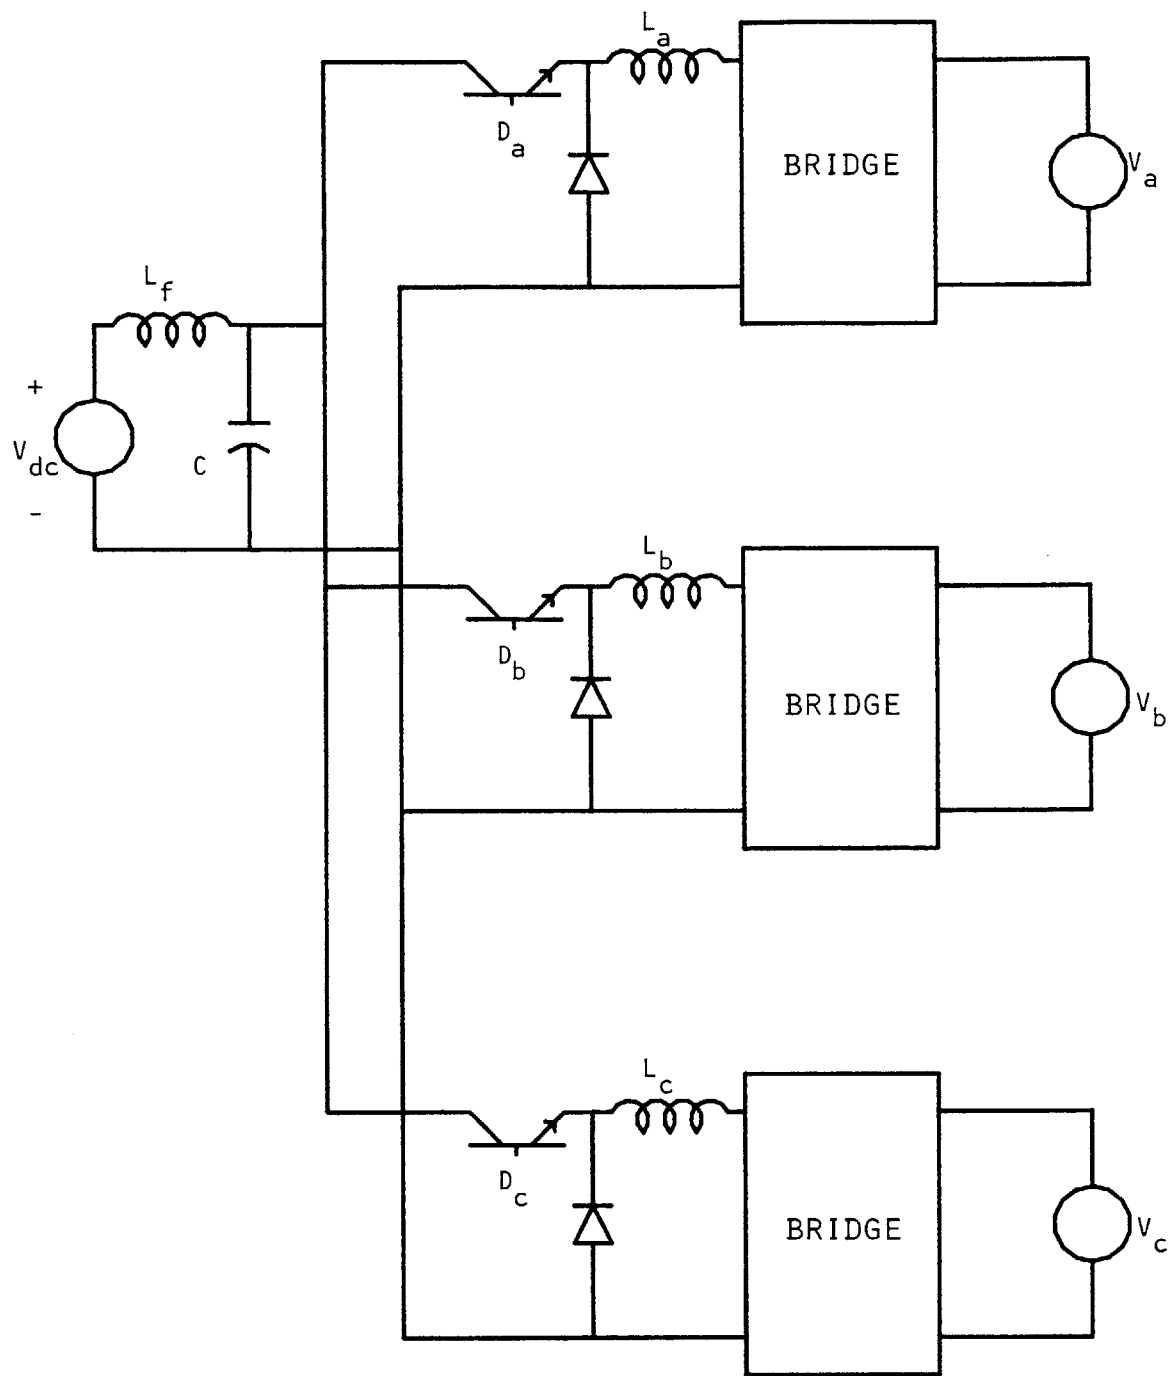 L_a
D_a
BRIDGE
V_a
L_f
+
V_dc
-
C
L_b
D_b
BRIDGE
V_b
L_c
D_c
BRIDGE
V_c